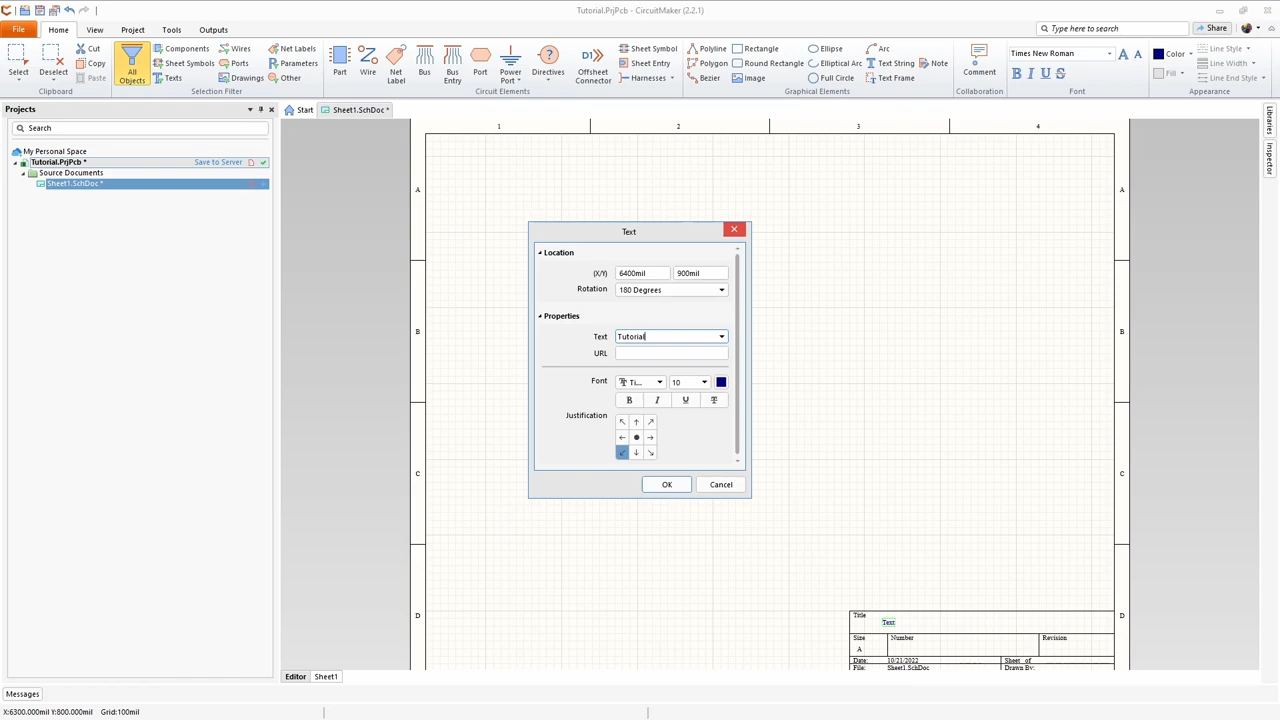 Tutorial.PrjPcb - CircuitMaker (2.2.1)
File Home View Project Tools Outputs
Type here to search
Share
Select
Deselect
Cut
Copy
Paste
Clipboard
All Objects
Components Wires Net Labels
Sheet Symbols Ports Parameters
Texts Drawings Other
Selection Filter
Part
Wire
Net Label
Bus
Bus Entry
Port
Power Port
Directives
Offsheet Connector
Sheet Symbol
Sheet Entry
Harnesses
Circuit Elements
Polyline Rectangle Ellipse Arc
Polygon Round Rectangle Elliptical Arc Text String Note
Bezier Image Full Circle Text Frame
Graphical Elements
Comment
Collaboration
Times New Roman A A
B I U S
Font
Color Line Style
Fill Line Width
Line End Style
Appearance
Projects
Search
My Personal Space
Tutorial.PrjPcb * Save to Server
Source Documents
Sheet1.SchDoc *
Start Sheet1.SchDoc *
1 2 3 4
A A
B B
C C
D D
Text
Location
(X/Y) 6400mil 900mil
Rotation 180 Degrees
Properties
Text Tutorial
URL
Font Ti... 10
B I U T
Justification
OK Cancel
Title
Text
Size Number Revision
A
Date: 10/21/2022 Sheet of
File: Sheet1.SchDoc Drawn By:
Libraries
Inspector
Editor Sheet1
Messages
X:6300.000mil Y:800.000mil Grid:100mil